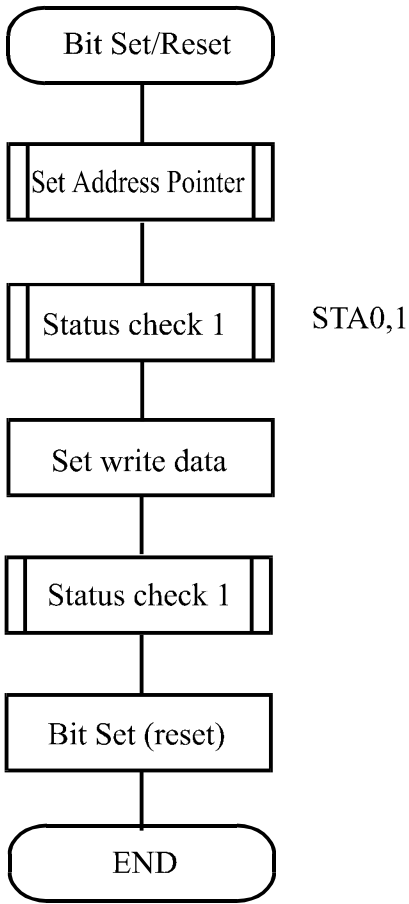 Bit Set/Reset
Set Address Pointer
Status check 1
STA0,1
Set write data
Status check 1
Bit Set (reset)
END